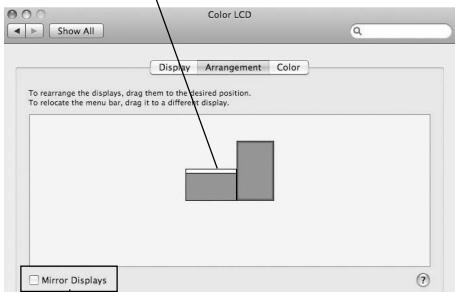 Color LCD
Show All
Display Arrangement Color
To rearrange the displays, drag them to the desired position.
To relocate the menu bar, drag it to a different display.
Mirror Displays
?